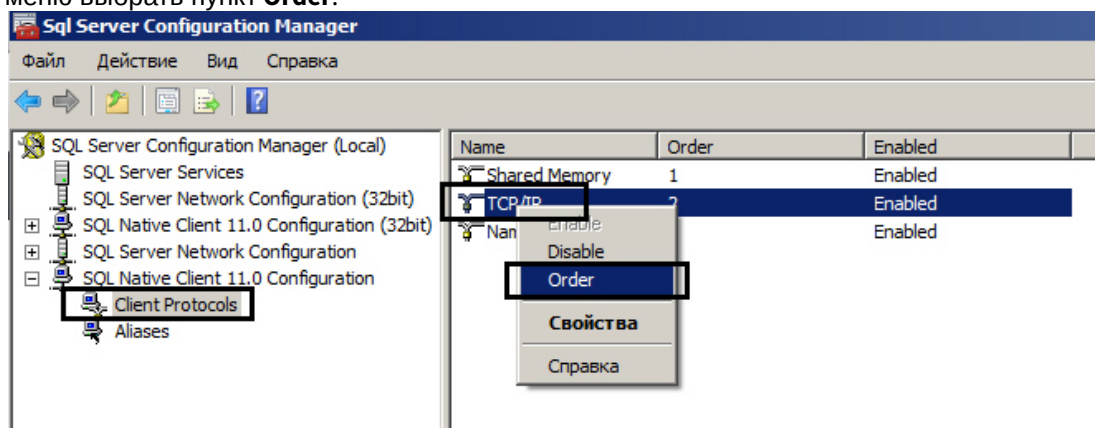 меню выбрать пункт Order.
Sql Server Configuration Manager
Файл Действие Вид Справка
SQL Server Configuration Manager (Local)
SQL Server Services
SQL Server Network Configuration (32bit)
SQL Native Client 11.0 Configuration (32bit)
SQL Server Network Configuration
SQL Native Client 11.0 Configuration
Client Protocols
Aliases
Name Order Enabled
Shared Memory 1 Enabled
TCP/IP 2 Enabled
Nam Enabled
Enable
Disable
Order
Свойства
Справка